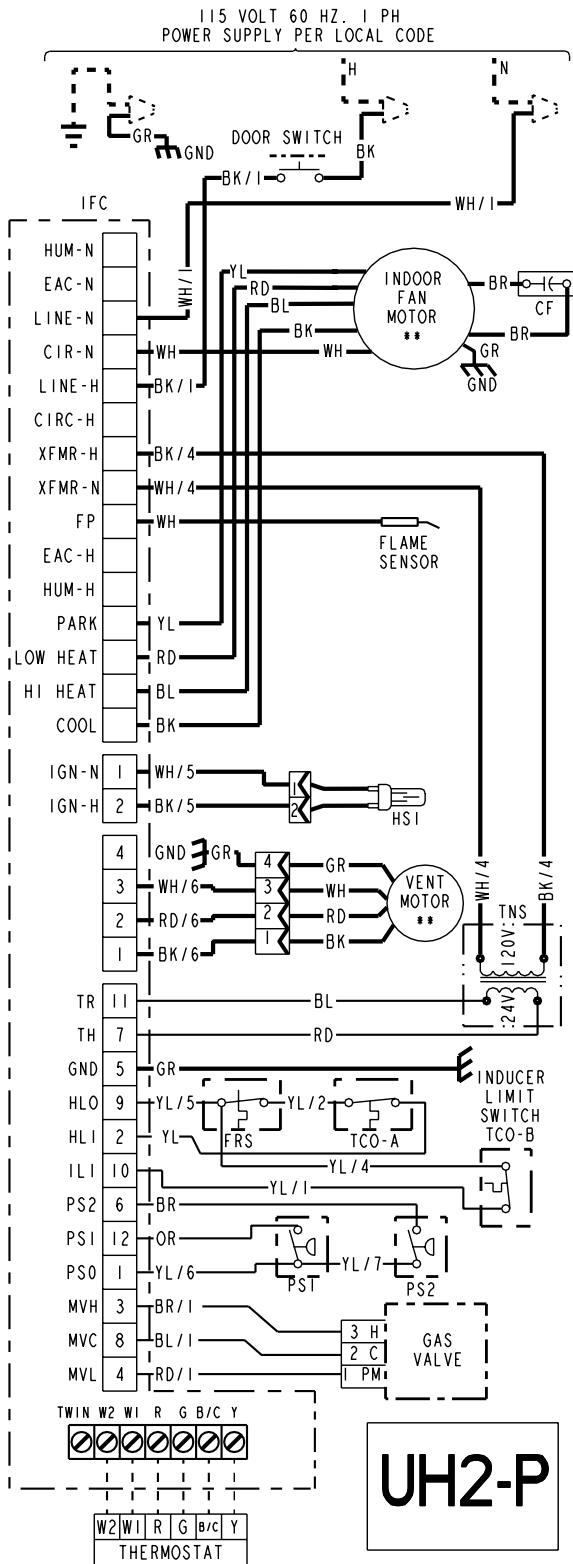 115 VOLT 60 HZ. 1 PH
POWER SUPPLY PER LOCAL CODE
H
N
GR
GND
DOOR SWITCH
BK
BK/1
WH/1
IFC
HUM-N
EAC-N
LINE-N
WH/1
CIR-N
WH
WH
LINE-H
BK/1
YL
RD
BL
BK
INDOOR
FAN
MOTOR
**
BR
CF
BR
GR
GND
CIRC-H
XFMR-H
BK/4
XFMR-N
WH/4
FP
WH
FLAME
SENSOR
EAC-H
HUM-H
PARK
YL
LOW HEAT
RD
HI HEAT
BL
COOL
BK
IGN-N 1 WH/5
1
IGN-H 2 BK/5
2
HSI
4 GND GR
4 GR
3 WH/6
3 WH
2 RD/6
2 RD
1 BK/6
1 BK
VENT
MOTOR
**
WH/4
BK/4
TNS
120V
24V
TR 11 BL
TH 7 RD
GND 5 GR
HLO 9 YL/5
FRS
YL/2
TCO-A
INDUCER
LIMIT
SWITCH
TCO-B
HLI 2 YL
YL/4
ILI 10
YL/1
PS2 6 BR
PS1 12 OR
PSO 1 YL/6
PS1
YL/7
PS2
MVH 3 BR/1
3 H
MVC 8 BL/1
2 C
MVL 4 RD/1
1 PM
GAS
VALVE
TWIN W2 W1 R G B/C Y
W2 W1 R G B/C Y
THERMOSTAT
UH2-P